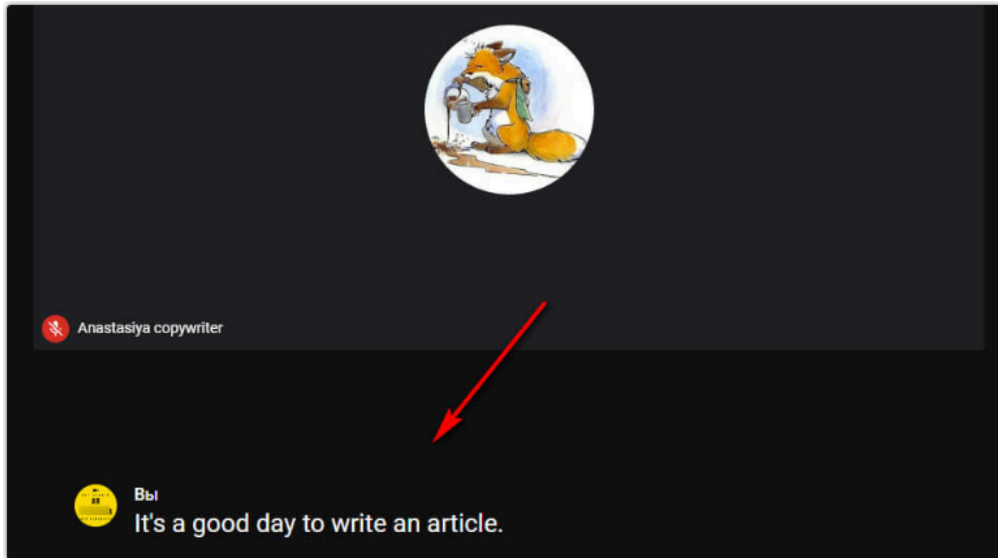 Anastasiya copywriter
Вы
It's a good day to write an article.